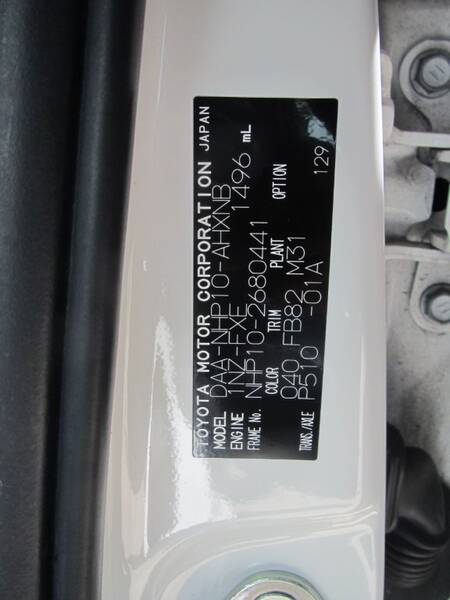 TOYOTA MOTOR CORPORATION JAPAN
MODEL DAA-NHP10-AHXNB
ENGINE 1NZ-FXE 1496 mL
FRAME No. NHP10-2680441
COLOR TRIM PLANT OPTION
040 FB82 M31
TRANS./AXLE P510 -01A 129